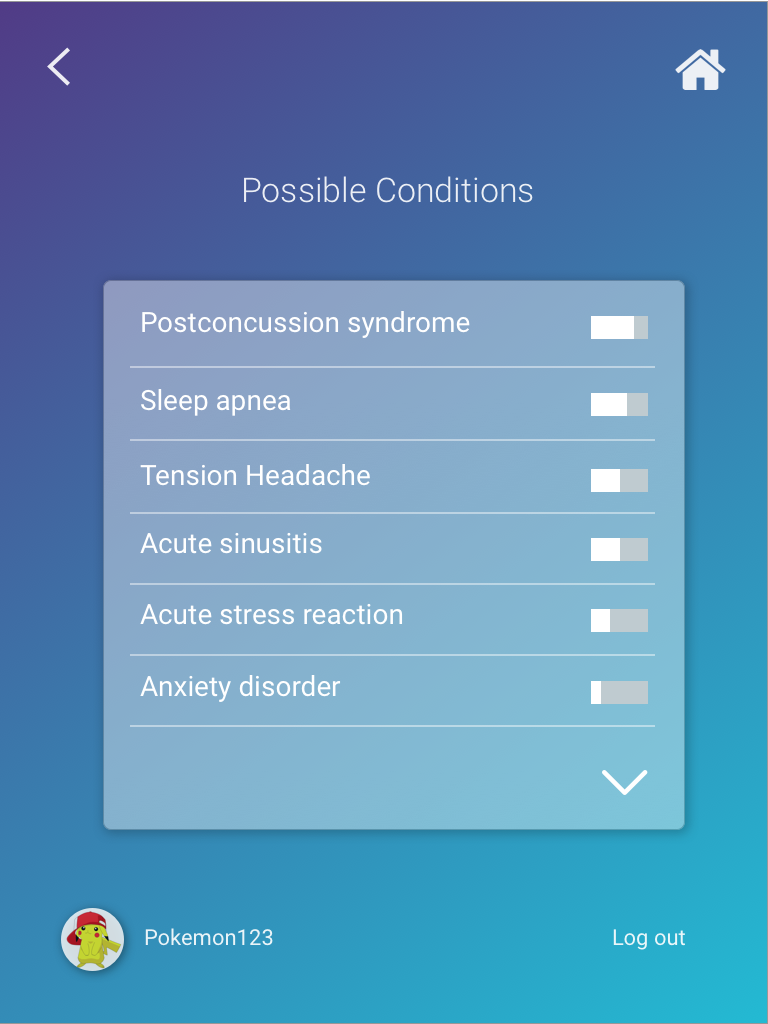 Possible Conditions
Postconcussion syndrome
Sleep apnea
Tension Headache
Acute sinusitis
Acute stress reaction
Anxiety disorder
Pokemon123
Log out